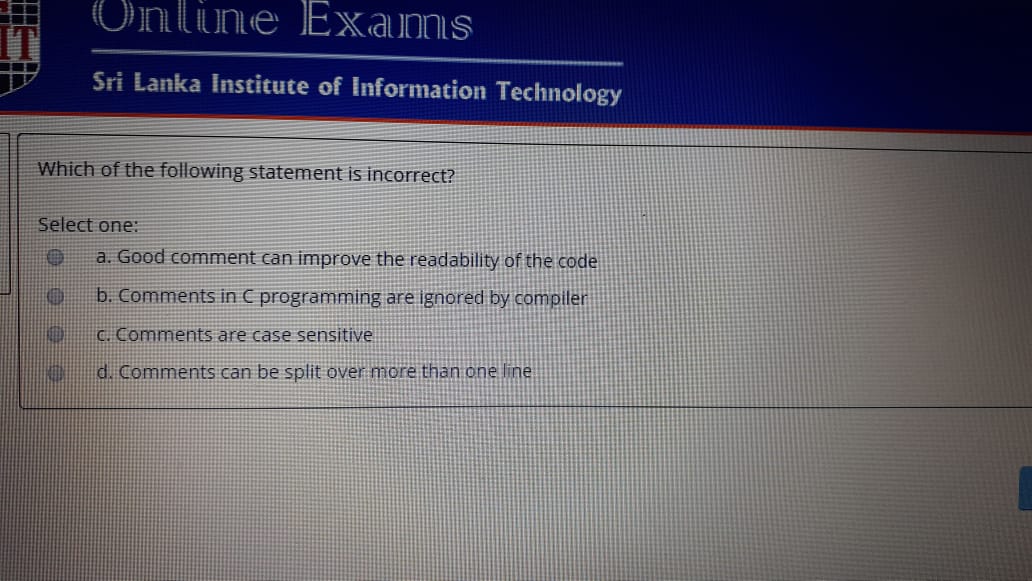 IT
Online Exams
Sri Lanka Institute of Information Technology
Which of the following statement is incorrect?
Select one:
a. Good comment can improve the readability of the code
b. Comments in C programming are ignored by compiler
c. Comments are case sensitive
d. Comments can be split over more than one line